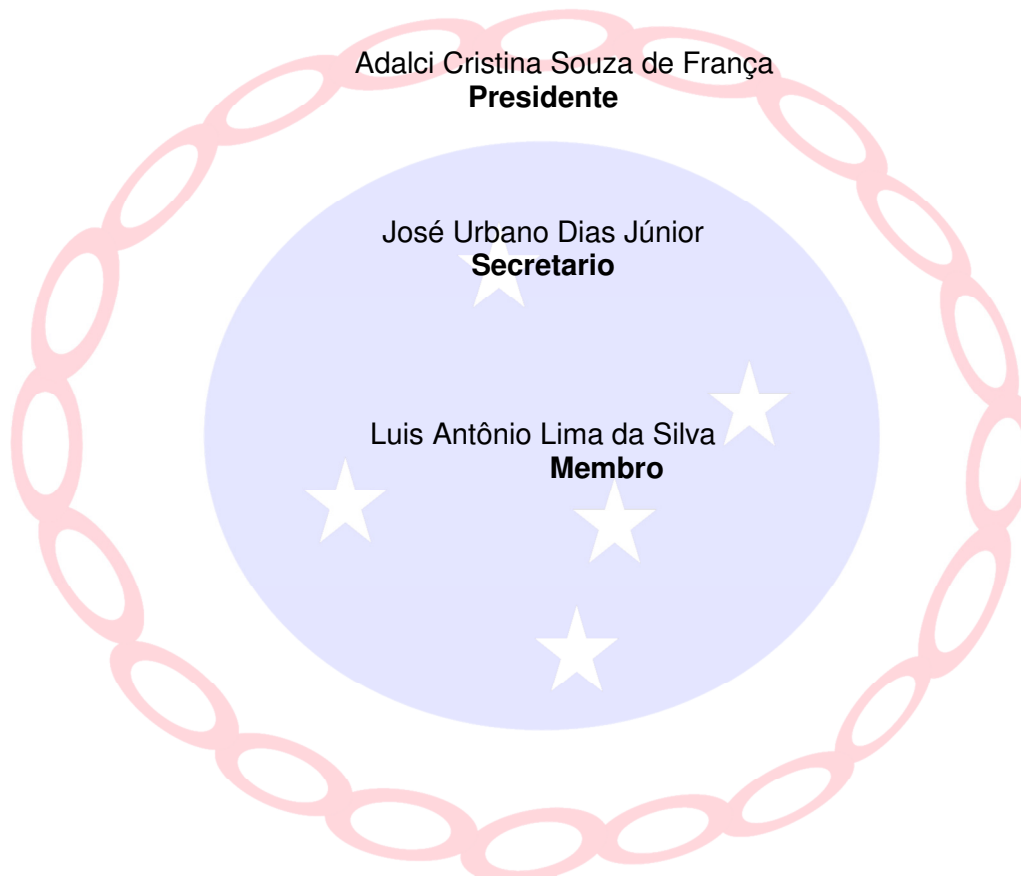 Adalci Cristina Souza de França
Presidente
José Urbano Dias Júnior
Secretario
Luis Antônio Lima da Silva
Membro